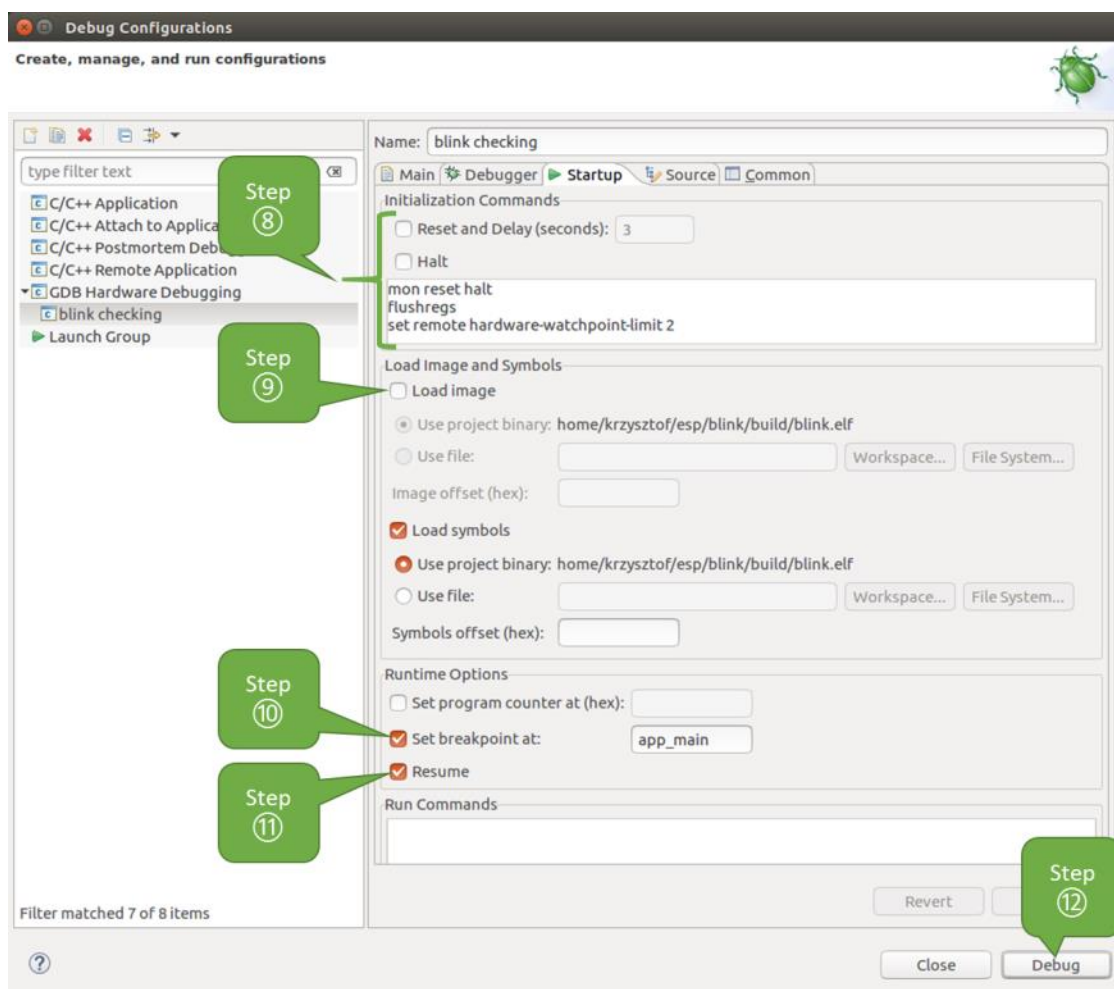 Debug Configurations
Create, manage, and run configurations
type filter text
C/C++ Application
C/C++ Attach to Applica
C/C++ Postmortem Debu
C/C++ Remote Application
GDB Hardware Debugging
blink checking
Launch Group
Filter matched 7 of 8 items
Name: blink checking
Main Debugger Startup Source Common
Initialization Commands
Reset and Delay (seconds): 3
Halt
mon reset halt
flushregs
set remote hardware-watchpoint-limit 2
Load Image and Symbols
Load image
Use project binary: home/krzysztof/esp/blink/build/blink.elf
Use file: Workspace... File System...
Image offset (hex):
Load symbols
Use project binary: home/krzysztof/esp/blink/build/blink.elf
Use file: Workspace... File System...
Symbols offset (hex):
Runtime Options
Set program counter at (hex):
Set breakpoint at: app_main
Resume
Run Commands
Revert
Close Debug
Step
⑧
Step
⑨
Step
⑩
Step
⑪
Step
⑫